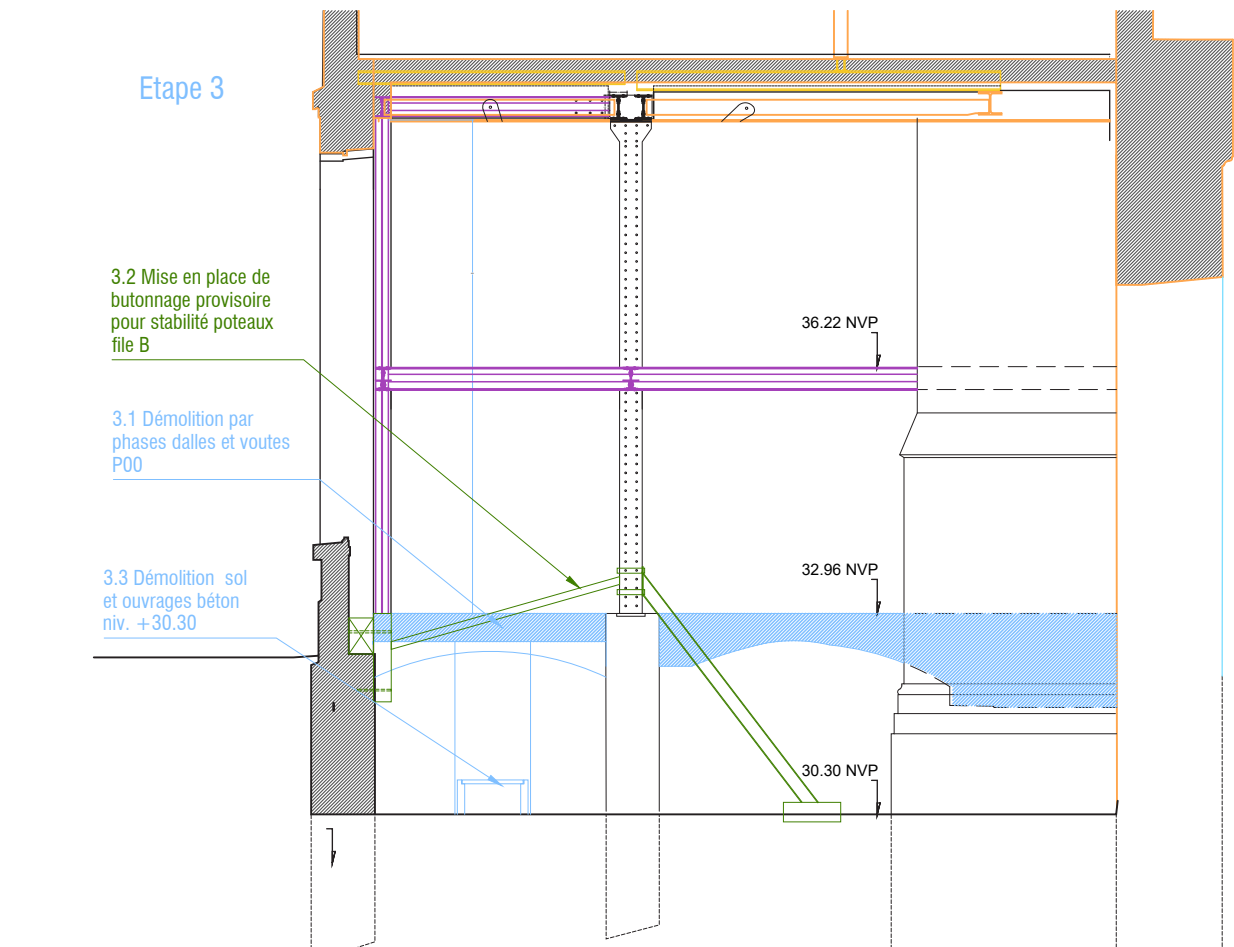 Etape 3
3.2 Mise en place de
butonnage provisoire
pour stabilité poteaux
file B
36.22 NVP
3.1 Démolition par
phases dalles et voutes
P00
3.3 Démolition sol
et ouvrages béton
niv. +30.30
32.96 NVP
30.30 NVP